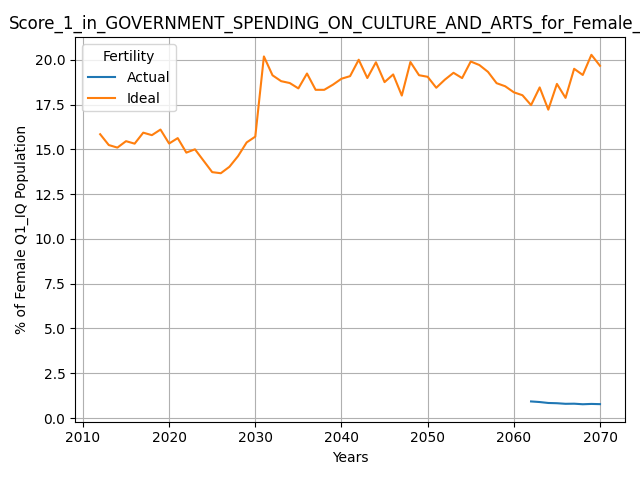 Score_1_in_GOVERNMENT_SPENDING_ON_CULTURE_AND_ARTS_for_Female_
Fertility
Actual
Ideal
% of Female Q1_IQ Population
20.0
17.5
15.0
12.5
10.0
7.5
5.0
2.5
0.0
2010 2020 2030 2040 2050 2060 2070
Years